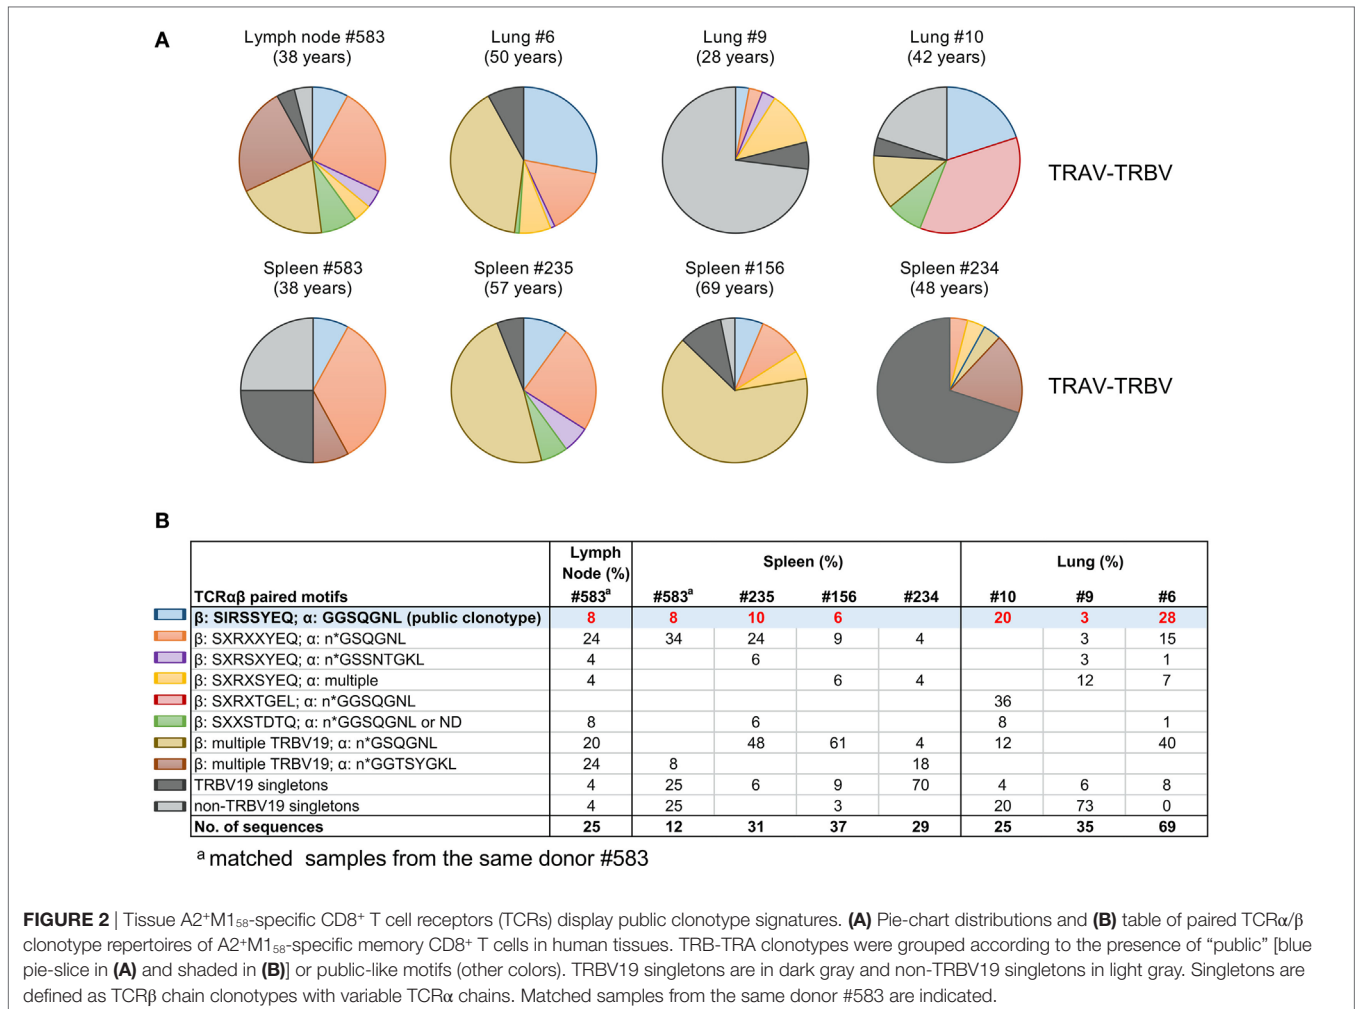 A
Lymph node #583
(38 years)
Lung #6
(50 years)
Lung #9
(28 years)
Lung #10
(42 years)
TRAV-TRBV
Spleen #583
(38 years)
Spleen #235
(57 years)
Spleen #156
(69 years)
Spleen #234
(48 years)
TRAV-TRBV
B
Lymph Node (%) Spleen (%) Lung (%)
TCRαβ paired motifs #583ᵃ #583ᵃ #235 #156 #234 #10 #9 #6
β: SIRSSYEQ; α: GGSQGNL (public clonotype) 8 8 10 6 20 3 28
β: SXRXXYEQ; α: n*GSQGNL 24 34 24 9 4 3 15
β: SXRSXYEQ; α: n*GSSNTGKL 4 6 3 1
β: SXRXSYEQ; α: multiple 4 6 4 12 7
β: SXRXTGEL; α: n*GGSQGNL 36
β: SXXSTDTQ; α: n*GGSQGNL or ND 8 6 8 1
β: multiple TRBV19; α: n*GSQGNL 20 48 61 4 12 40
β: multiple TRBV19; α: n*GGTSYGKL 24 8 18
TRBV19 singletons 4 25 6 9 70 4 6 8
non-TRBV19 singletons 4 25 3 20 73 0
No. of sequences 25 12 31 37 29 25 35 69
ᵃ matched samples from the same donor #583
FIGURE 2 | Tissue A2⁺M1₅₈-specific CD8⁺ T cell receptors (TCRs) display public clonotype signatures. (A) Pie-chart distributions and (B) table of paired TCRα/β
clonotype repertoires of A2⁺M1₅₈-specific memory CD8⁺ T cells in human tissues. TRB-TRA clonotypes were grouped according to the presence of “public” [blue
pie-slice in (A) and shaded in (B)] or public-like motifs (other colors). TRBV19 singletons are in dark gray and non-TRBV19 singletons in light gray. Singletons are
defined as TCRβ chain clonotypes with variable TCRα chains. Matched samples from the same donor #583 are indicated.